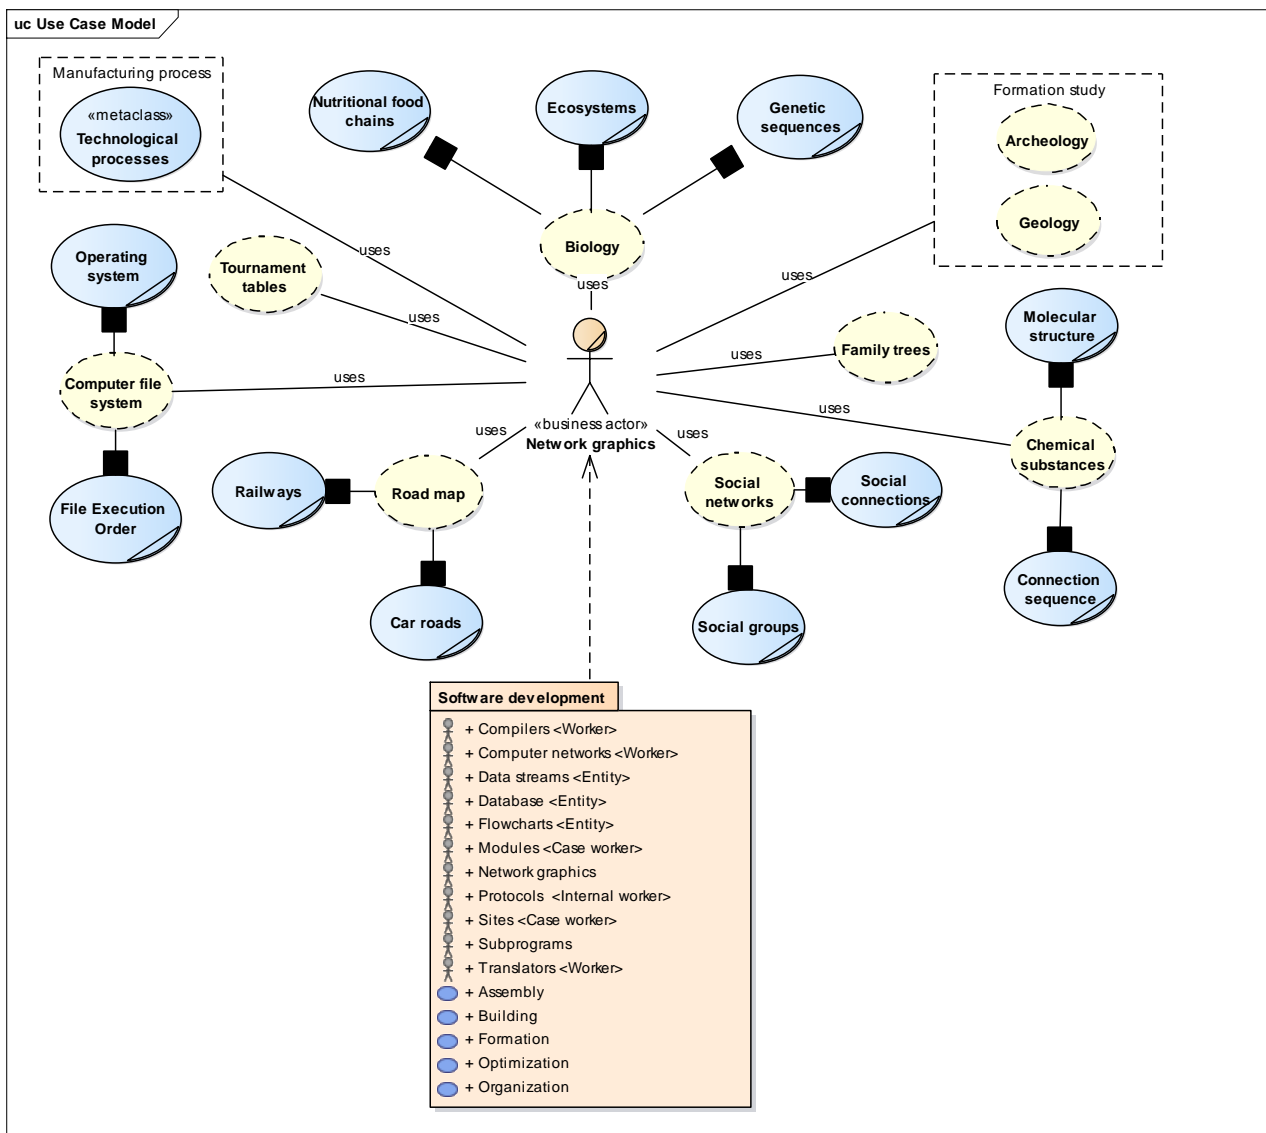 uc Use Case Model
Manufacturing process
«metaclass»
Technological
processes
Nutritional food
chains
Ecosystems
Genetic
sequences
Formation study
Archeology
Geology
Biology
uses
uses
uses
Operating
system
Tournament
tables
uses
Molecular
structure
Family trees
uses
Computer file
system
uses
uses
«business actor»
Network graphics
uses
uses
Chemical
substances
Railways
Road map
Social
networks
Social
connections
File Execution
Order
Connection
sequence
Car roads
Social groups
Software development
+ Compilers <Worker>
+ Computer networks <Worker>
+ Data streams <Entity>
+ Database <Entity>
+ Flowcharts <Entity>
+ Modules <Case worker>
+ Network graphics
+ Protocols  <Internal worker>
+ Sites <Case worker>
+ Subprograms
+ Translators <Worker>
+ Assembly
+ Building
+ Formation
+ Optimization
+ Organization